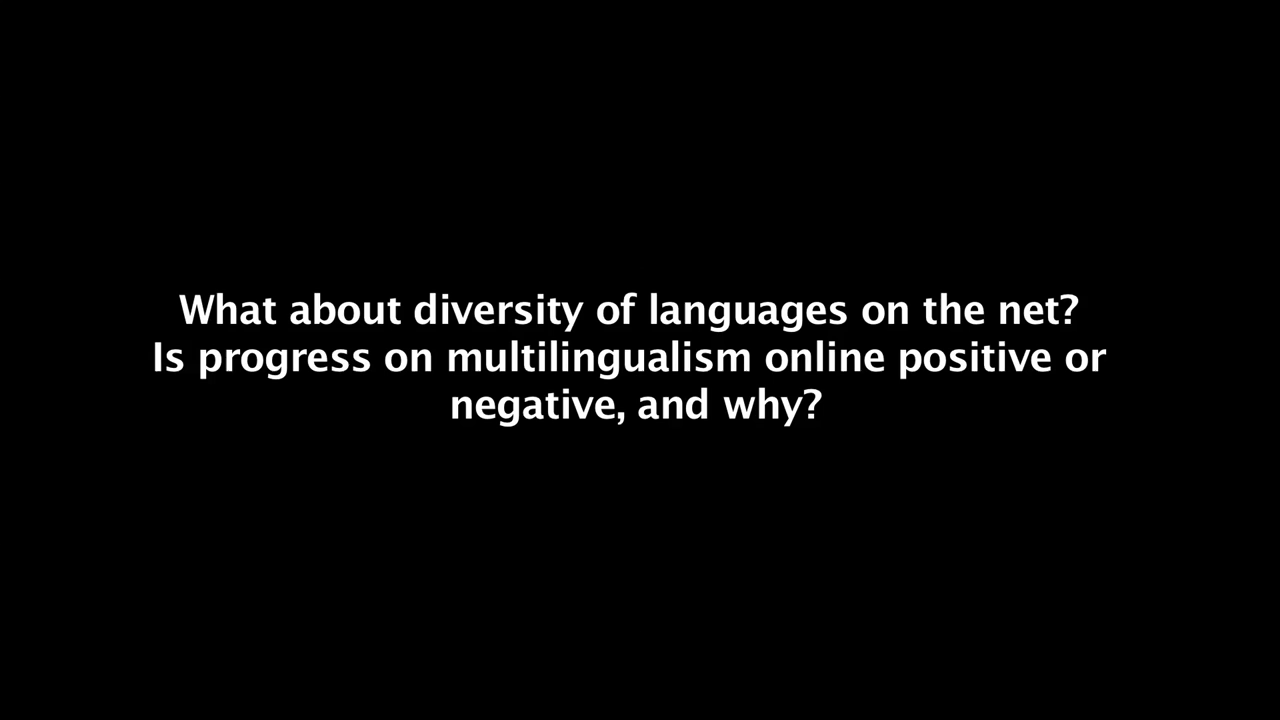 What about diversity of languages on the net?
Is progress on multilingualism online positive or
negative, and why?